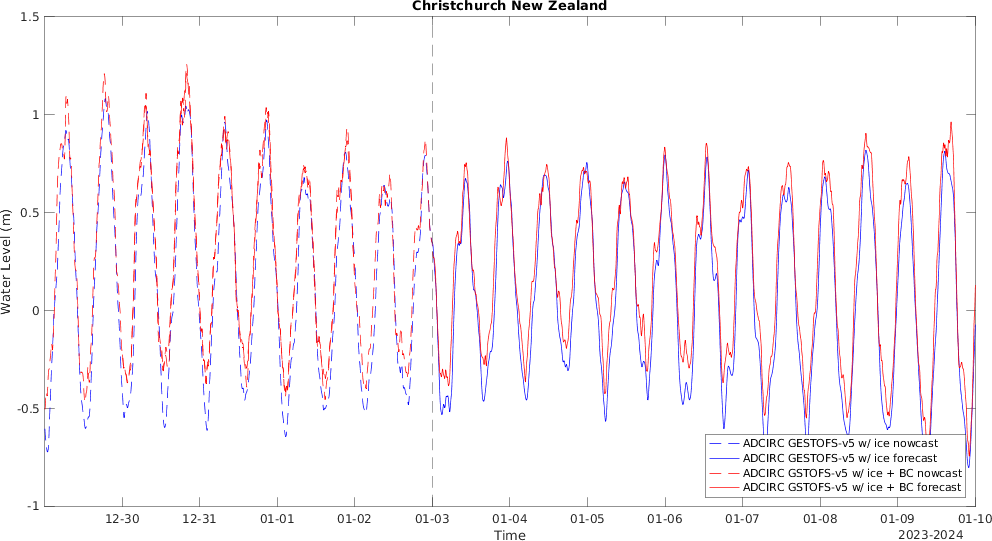 Christchurch New Zealand
1.5
1
0.5
0
-0.5
-1
Water Level (m)
12-30 12-31 01-01 01-02 01-03 01-04 01-05 01-06 01-07 01-08 01-09 01-10
Time
2023-2024
ADCIRC GESTOFS-v5 w/ ice nowcast
ADCIRC GESTOFS-v5 w/ ice forecast
ADCIRC GSTOFS-v5 w/ ice + BC nowcast
ADCIRC GSTOFS-v5 w/ ice + BC forecast